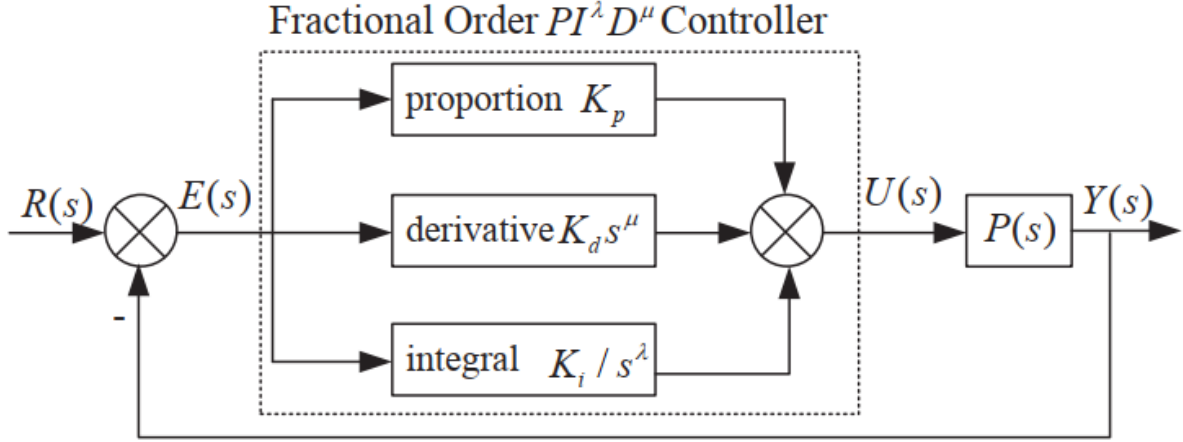 Fractional Order PI^λ D^μ Controller
proportion K_p
R(s)
E(s)
derivative K_d s^μ
U(s)
P(s)
Y(s)
-
integral K_i / s^λ